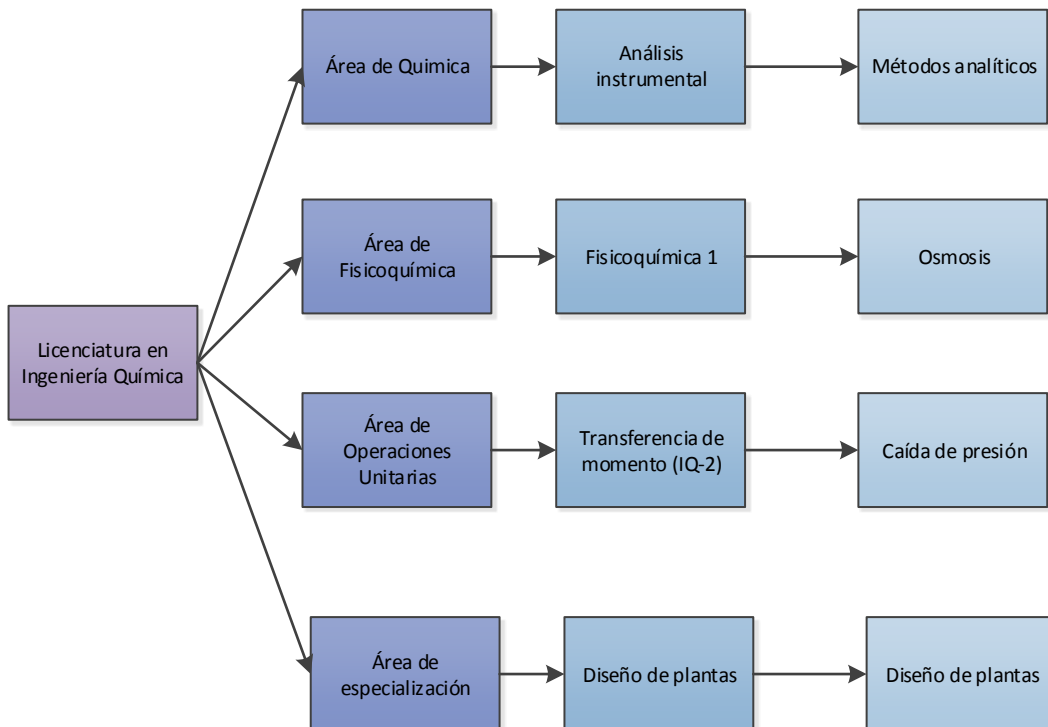 Área de Quimica
Análisis
instrumental
Métodos analíticos
Área de
Fisicoquímica
Fisicoquímica 1
Osmosis
Licenciatura en
Ingeniería Química
Área de
Operaciones
Unitarias
Transferencia de
momento (IQ-2)
Caída de presión
Área de
especialización
Diseño de plantas
Diseño de plantas